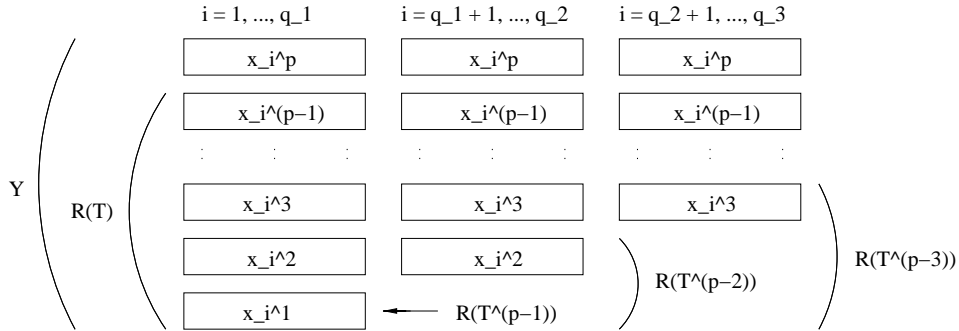 i = 1, ..., q_1 i = q_1 + 1, ..., q_2 i = q_2 + 1, ..., q_3
x_i^p x_i^p x_i^p
x_i^(p−1) x_i^(p−1) x_i^(p−1)
Y
R(T)
x_i^3 x_i^3 x_i^3
x_i^2 x_i^2
R(T^(p−3))
R(T^(p−2))
x_i^1 R(T^(p−1))